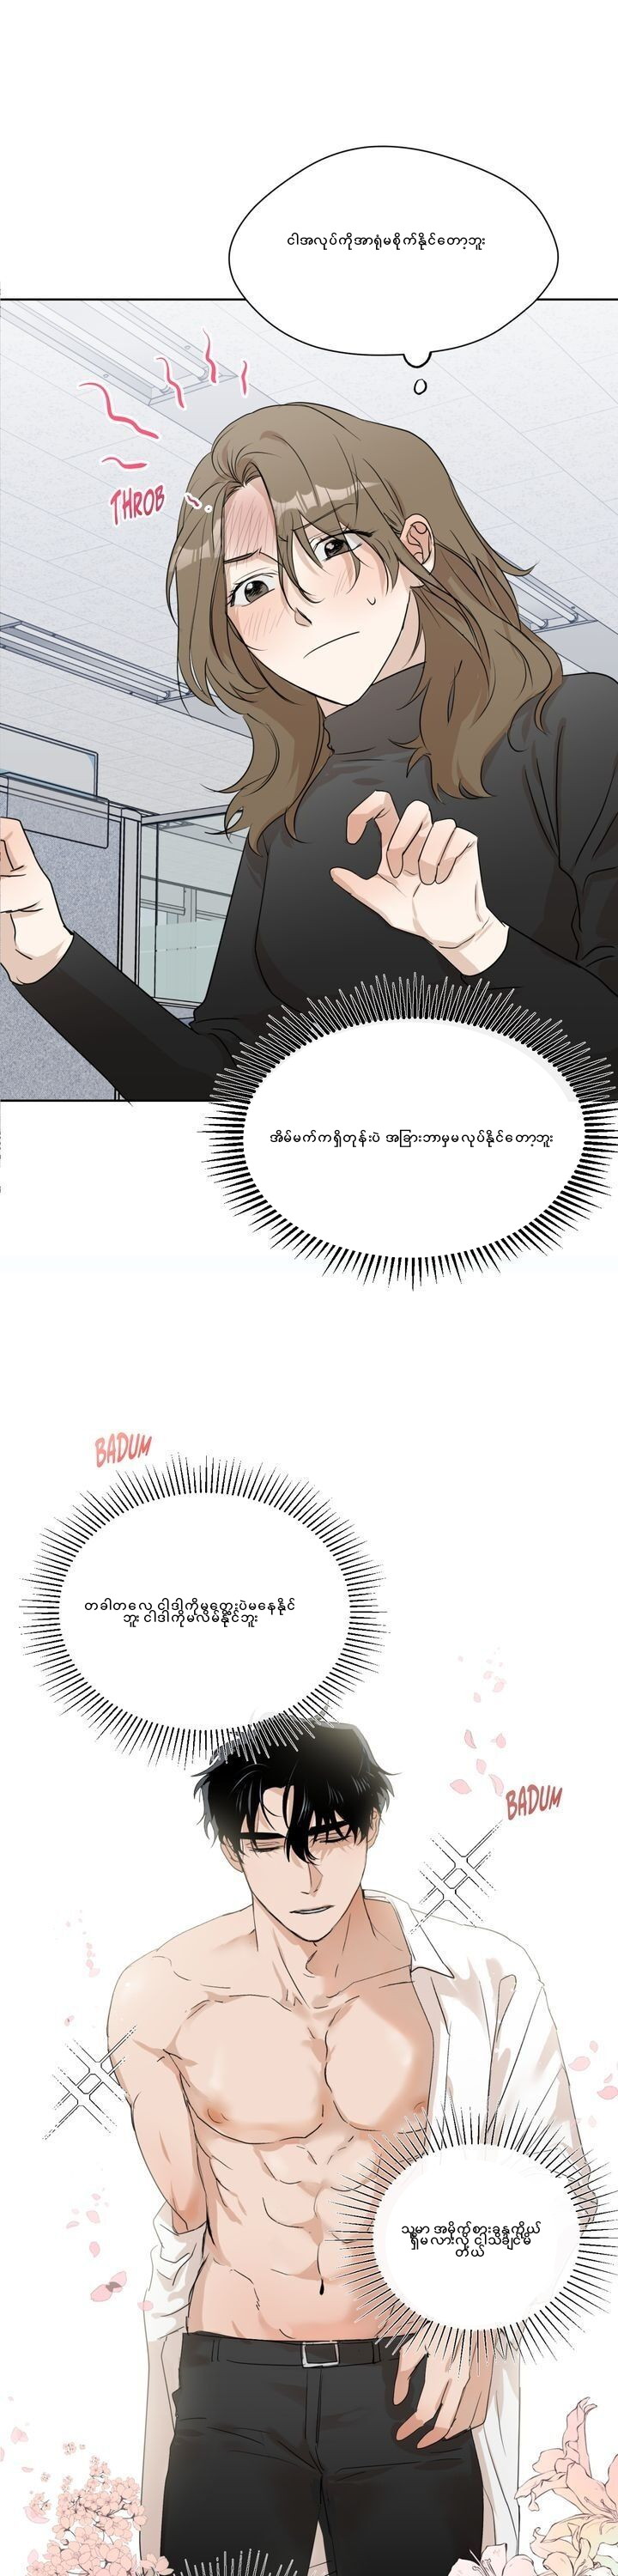 ငါအလုပ်ကိုအာရုံမစိုက်နိုင်တော့ဘူး
THROB
အိမ်မက်ကရှိတုန်းပဲ အခြားဘာမှမလုပ်နိုင်တော့ဘူး
BADUM
တခါတလေ ငါဒါကိုမတွေးပဲမနေနိုင်
ဘူး ငါဒါကိုမလိမ်နိုင်ဘူး
BADUM
သူ့မှာ အမိုက်စားခန္ဓာကိုယ်
ရှိမလားလို့ ငါသိချင်မိ
တယ်